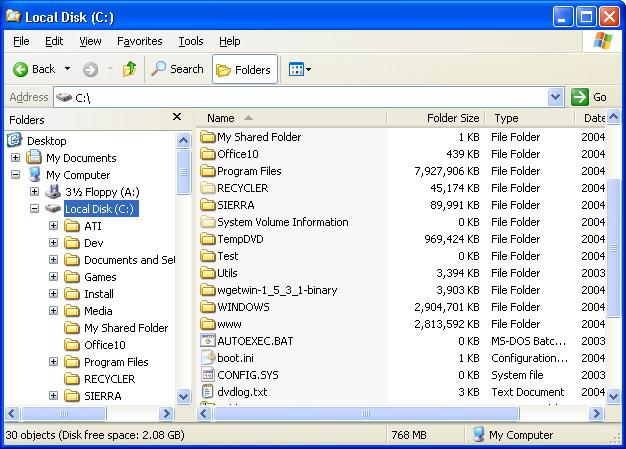 Local Disk (C:)
File Edit View Favorites Tools Help
Back Search Folders
Address C:\ Go
Folders
Desktop
My Documents
My Computer
3½ Floppy (A:)
Local Disk (C:)
ATI
Dev
Documents and Set
Games
Install
Media
My Shared Folder
Office10
Program Files
RECYCLER
SIERRA
Name Folder Size Type Date
My Shared Folder 1 KB File Folder 2004
Office10 439 KB File Folder 2004
Program Files 7,927,906 KB File Folder 2004
RECYCLER 45,174 KB File Folder 2004
SIERRA 89,991 KB File Folder 2004
System Volume Information 0 KB File Folder 2004
TempDVD 969,424 KB File Folder 2004
Test 0 KB File Folder 2004
Utils 3,394 KB File Folder 2003
wgetwin-1_5_3_1-binary 3,903 KB File Folder 2004
WINDOWS 2,904,701 KB File Folder 2004
www 2,813,592 KB File Folder 2004
AUTOEXEC.BAT 0 KB MS-DOS Batc... 2003
boot.ini 1 KB Configuration... 2004
CONFIG.SYS 0 KB System file 2003
dvdlog.txt 3 KB Text Document 2004
30 objects (Disk free space: 2.08 GB) 768 MB My Computer